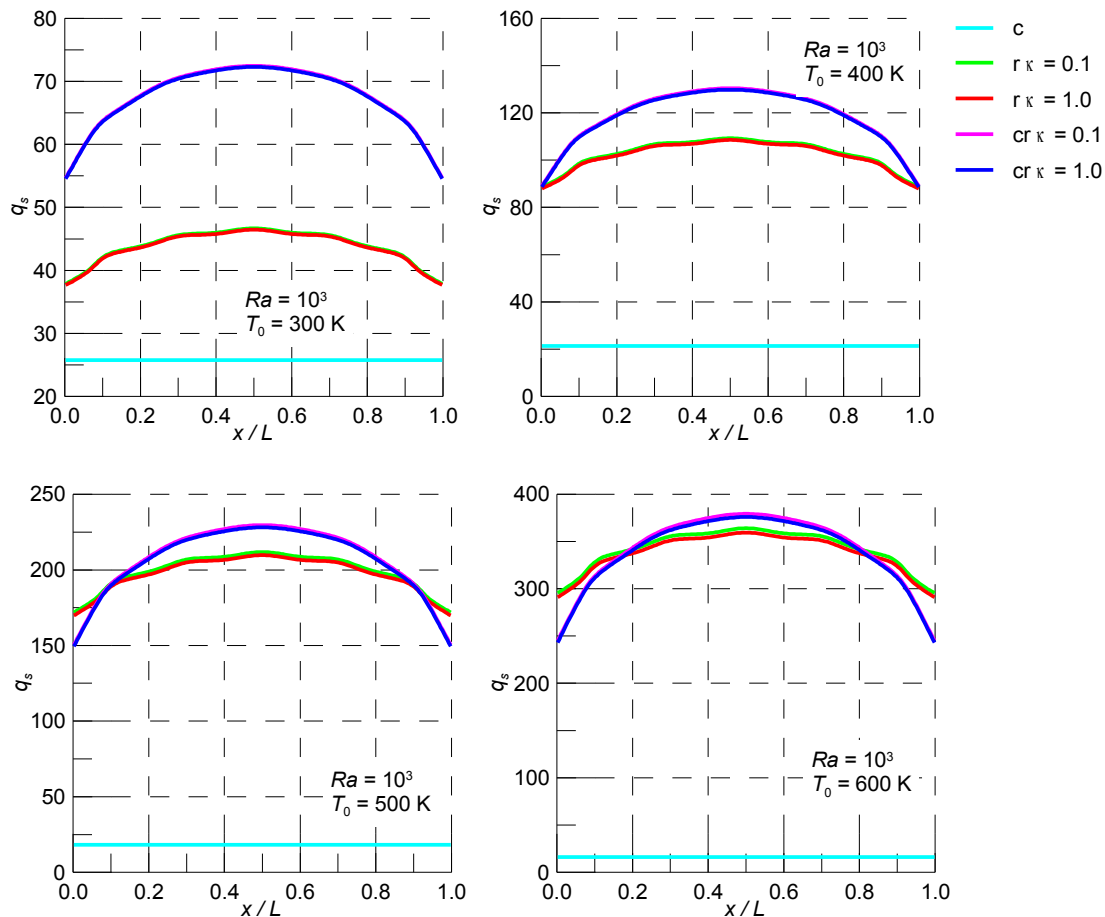 80
70
60
50
40
30
20
q_s
0.0 0.2 0.4 0.6 0.8 1.0
x / L
Ra = 10³
T₀ = 300 K
160
120
80
40
0
q_s
0.0 0.2 0.4 0.6 0.8 1.0
x / L
Ra = 10³
T₀ = 400 K
c
r κ = 0.1
r κ = 1.0
cr κ = 0.1
cr κ = 1.0
250
200
150
100
50
0
q_s
0.0 0.2 0.4 0.6 0.8 1.0
x / L
Ra = 10³
T₀ = 500 K
400
300
200
100
0
q_s
0.0 0.2 0.4 0.6 0.8 1.0
x / L
Ra = 10³
T₀ = 600 K